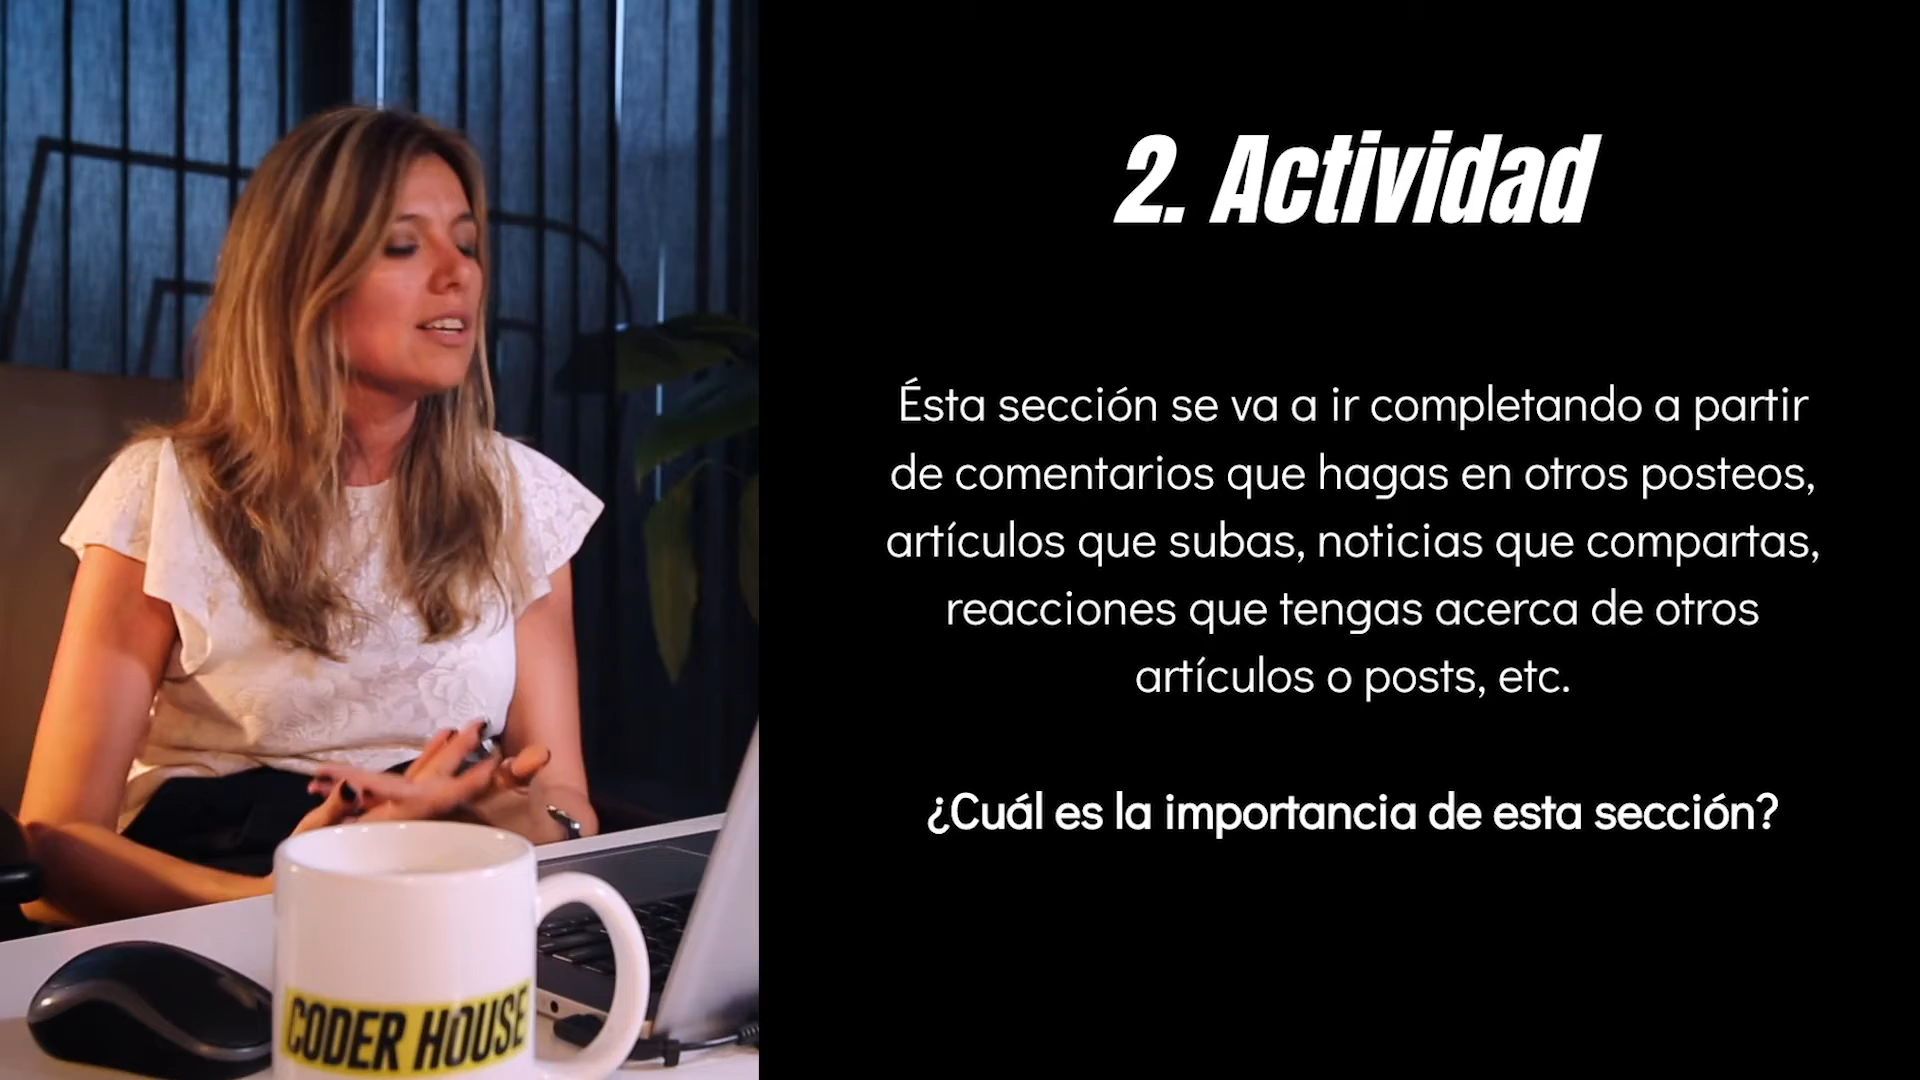 2. Actividad
Ésta sección se va a ir completando a partir
de comentarios que hagas en otros posteos,
artículos que subas, noticias que compartas,
reacciones que tengas acerca de otros
artículos o posts, etc.
¿Cuál es la importancia de esta sección?
CODER HOUSE